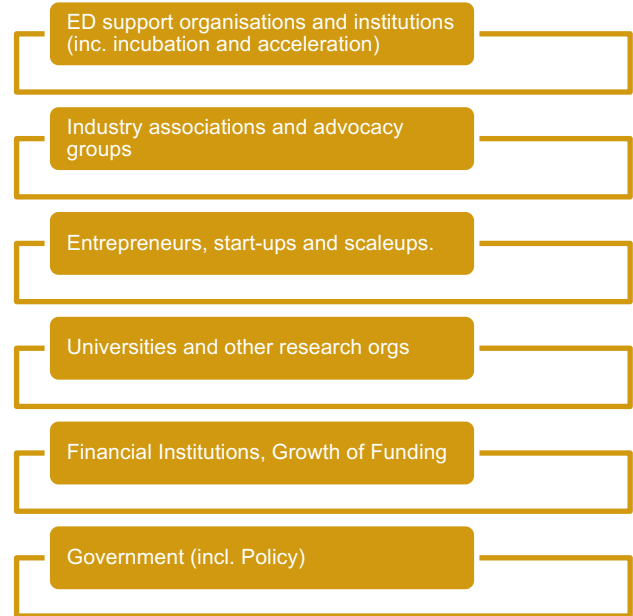 ED support organisations and institutions
(inc. incubation and acceleration)
Industry associations and advocacy
groups
Entrepreneurs, start-ups and scaleups.
Universities and other research orgs
Financial Institutions, Growth of Funding
Government (incl. Policy)